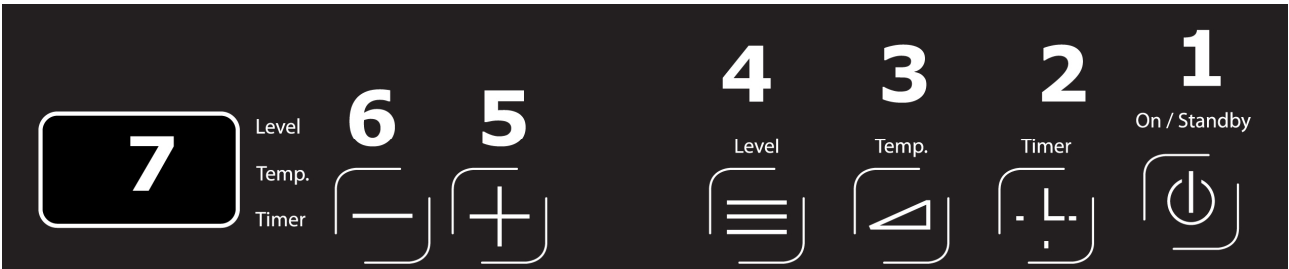 7
Level
Temp.
Timer
6
5
4
Level
3
Temp.
2
Timer
1
On / Standby